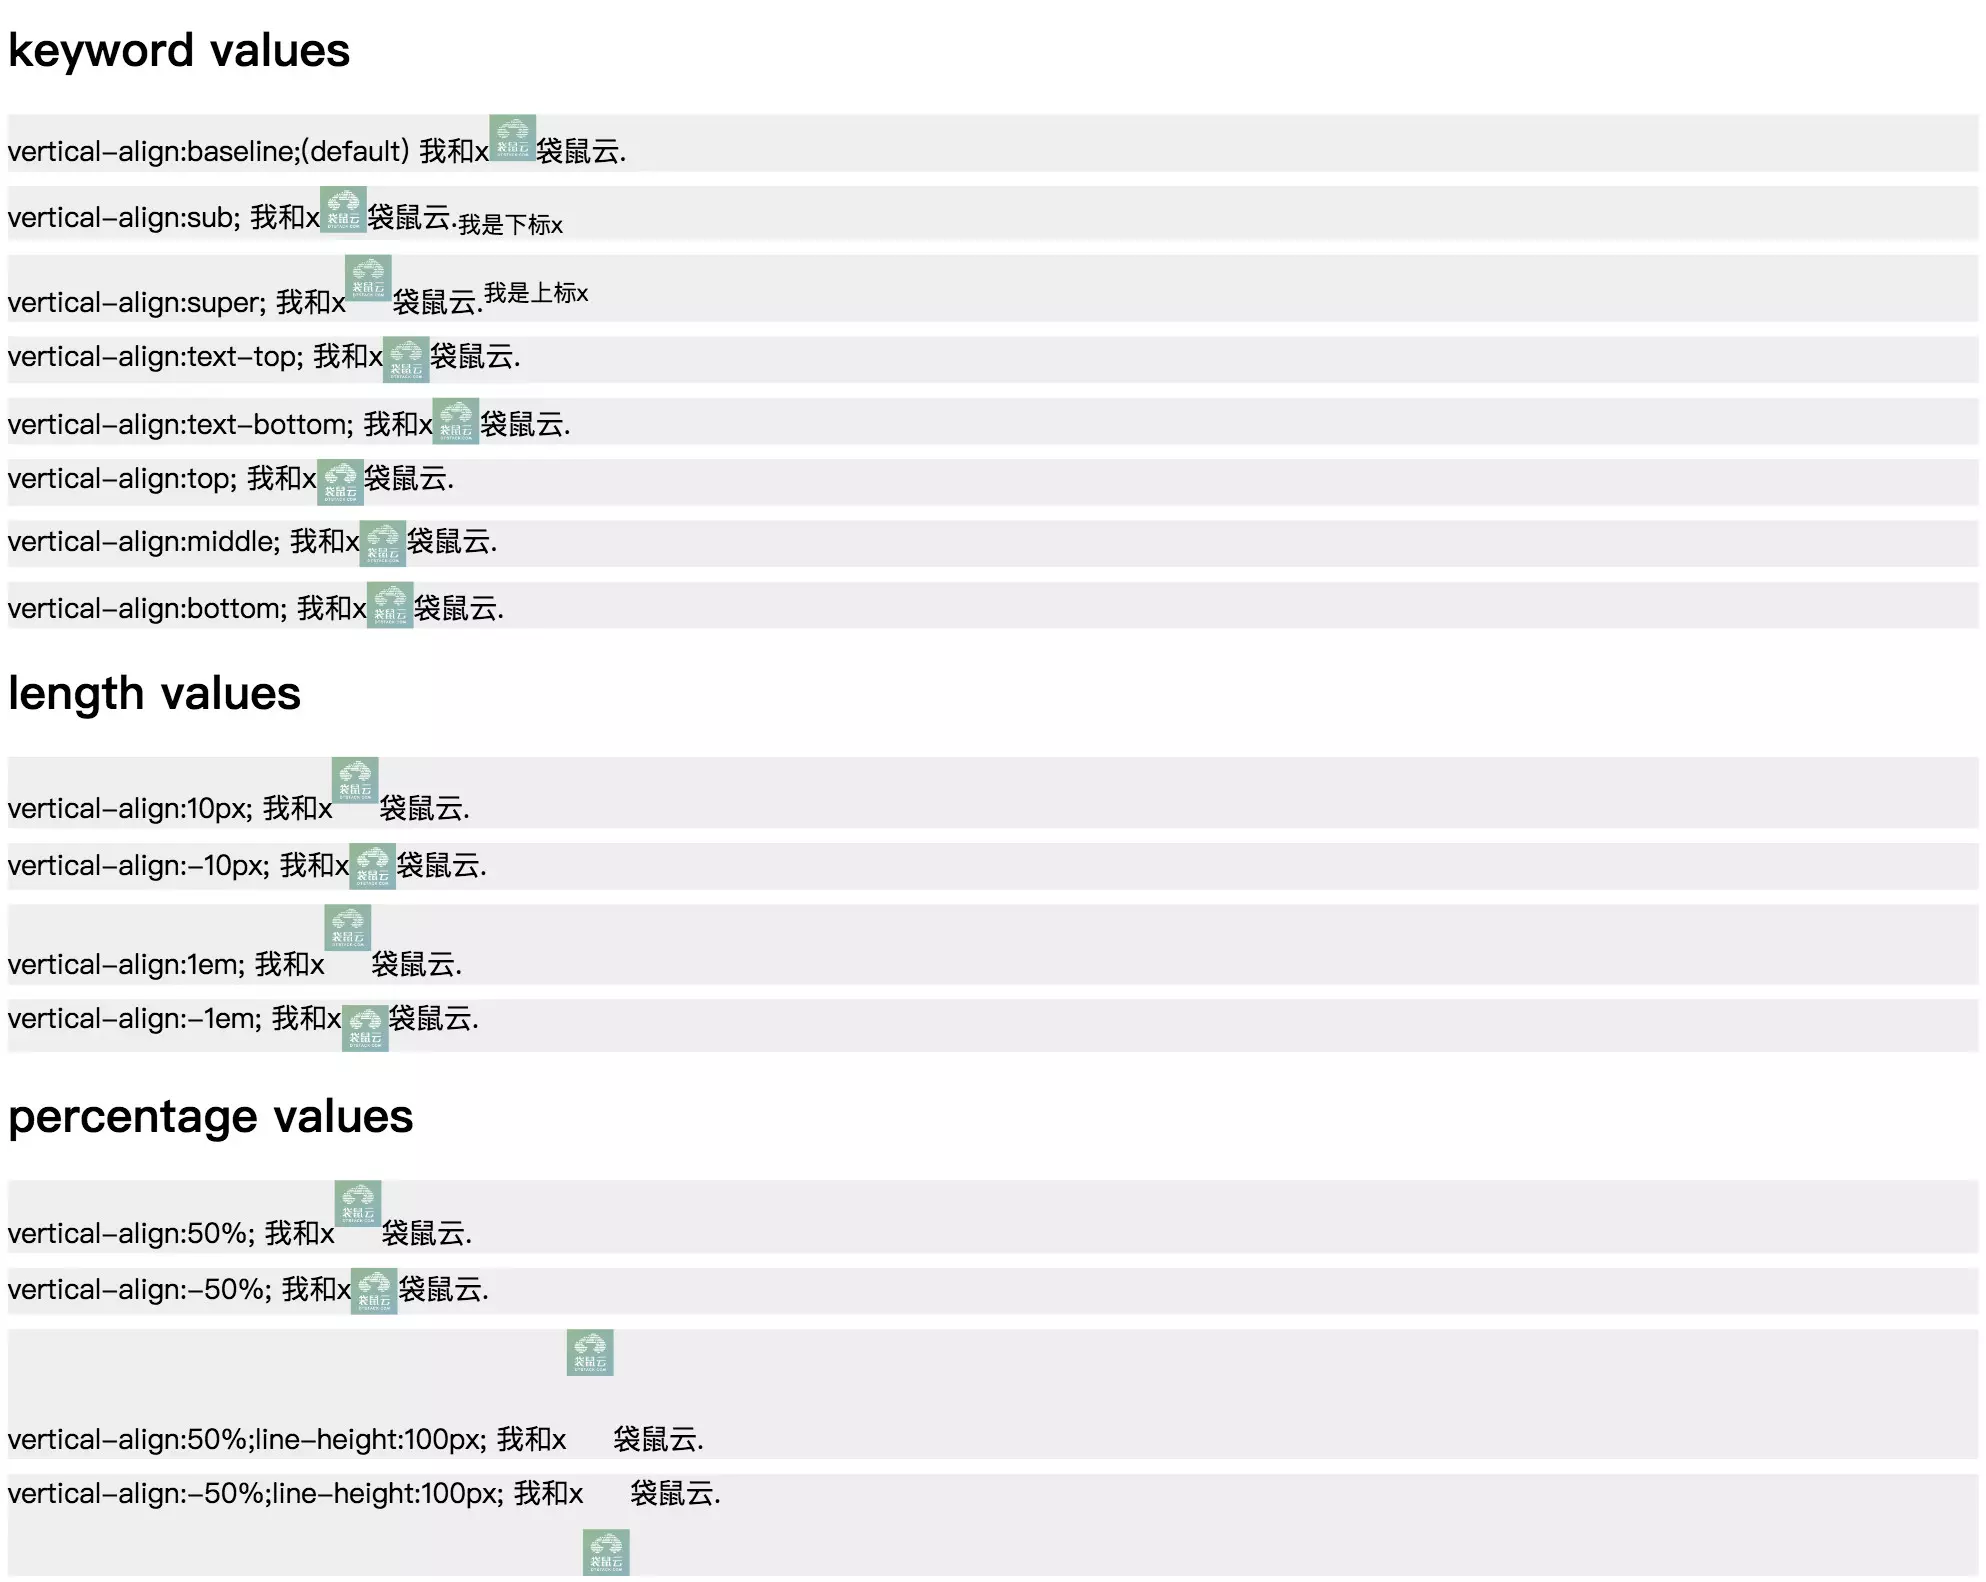 keyword values
vertical-align:baseline;(default) 我和x袋鼠云袋鼠云.
vertical-align:sub; 我和x袋鼠云袋鼠云.我是下标x
vertical-align:super; 我和x袋鼠云袋鼠云.我是上标x
vertical-align:text-top; 我和x袋鼠云袋鼠云.
vertical-align:text-bottom; 我和x袋鼠云袋鼠云.
vertical-align:top; 我和x袋鼠云袋鼠云.
vertical-align:middle; 我和x袋鼠云袋鼠云.
vertical-align:bottom; 我和x袋鼠云袋鼠云.
length values
vertical-align:10px; 我和x袋鼠云袋鼠云.
vertical-align:-10px; 我和x袋鼠云袋鼠云.
vertical-align:1em; 我和x袋鼠云袋鼠云.
vertical-align:-1em; 我和x袋鼠云袋鼠云.
percentage values
vertical-align:50%; 我和x袋鼠云袋鼠云.
vertical-align:-50%; 我和x袋鼠云袋鼠云.
袋鼠云
vertical-align:50%;line-height:100px; 我和x 袋鼠云.
vertical-align:-50%;line-height:100px; 我和x 袋鼠云.
袋鼠云